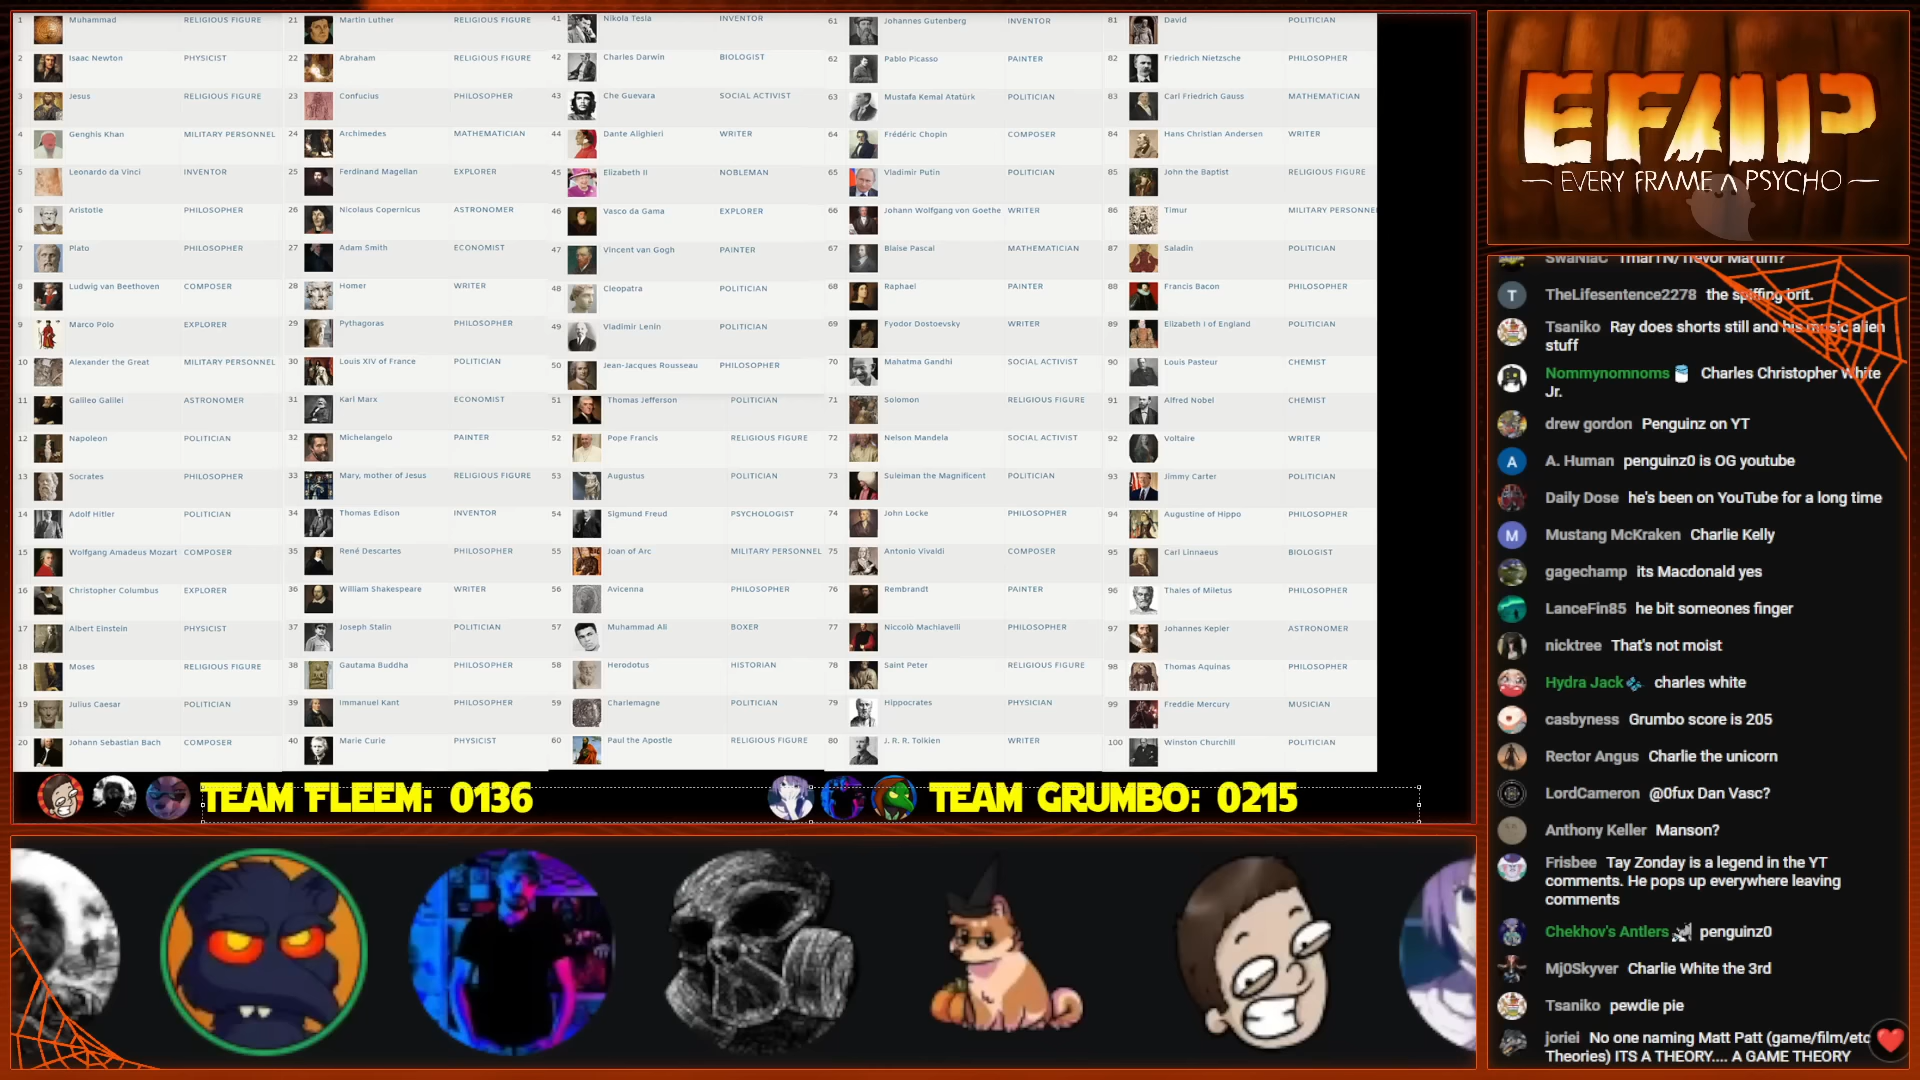 1 Muhammad RELIGIOUS FIGURE
2 Isaac Newton PHYSICIST
3 Jesus RELIGIOUS FIGURE
4 Genghis Khan MILITARY PERSONNEL
5 Leonardo da Vinci INVENTOR
6 Aristotle PHILOSOPHER
7 Plato PHILOSOPHER
8 Ludwig van Beethoven COMPOSER
9 Marco Polo EXPLORER
10 Alexander the Great MILITARY PERSONNEL
11 Galileo Galilei ASTRONOMER
12 Napoleon POLITICIAN
13 Socrates PHILOSOPHER
14 Adolf Hitler POLITICIAN
15 Wolfgang Amadeus Mozart COMPOSER
16 Christopher Columbus EXPLORER
17 Albert Einstein PHYSICIST
18 Moses RELIGIOUS FIGURE
19 Julius Caesar POLITICIAN
20 Johann Sebastian Bach COMPOSER
21 Martin Luther RELIGIOUS FIGURE
22 Abraham RELIGIOUS FIGURE
23 Confucius PHILOSOPHER
24 Archimedes MATHEMATICIAN
25 Ferdinand Magellan EXPLORER
26 Nicolaus Copernicus ASTRONOMER
27 Adam Smith ECONOMIST
28 Homer WRITER
29 Pythagoras PHILOSOPHER
30 Louis XIV of France POLITICIAN
31 Karl Marx ECONOMIST
32 Michelangelo PAINTER
33 Mary, mother of Jesus RELIGIOUS FIGURE
34 Thomas Edison INVENTOR
35 René Descartes PHILOSOPHER
36 William Shakespeare WRITER
37 Joseph Stalin POLITICIAN
38 Gautama Buddha PHILOSOPHER
39 Immanuel Kant PHILOSOPHER
40 Marie Curie PHYSICIST
41 Nikola Tesla INVENTOR
42 Charles Darwin BIOLOGIST
43 Che Guevara SOCIAL ACTIVIST
44 Dante Alighieri WRITER
45 Elizabeth II NOBLEMAN
46 Vasco da Gama EXPLORER
47 Vincent van Gogh PAINTER
48 Cleopatra POLITICIAN
49 Vladimir Lenin POLITICIAN
50 Jean-Jacques Rousseau PHILOSOPHER
51 Thomas Jefferson POLITICIAN
52 Pope Francis RELIGIOUS FIGURE
53 Augustus POLITICIAN
54 Sigmund Freud PSYCHOLOGIST
55 Joan of Arc MILITARY PERSONNEL
56 Avicenna PHILOSOPHER
57 Muhammad Ali BOXER
58 Herodotus HISTORIAN
59 Charlemagne POLITICIAN
60 Paul the Apostle RELIGIOUS FIGURE
61 Johannes Gutenberg INVENTOR
62 Pablo Picasso PAINTER
63 Mustafa Kemal Atatürk POLITICIAN
64 Frédéric Chopin COMPOSER
65 Vladimir Putin POLITICIAN
66 Johann Wolfgang von Goethe WRITER
67 Blaise Pascal MATHEMATICIAN
68 Raphael PAINTER
69 Fyodor Dostoevsky WRITER
70 Mahatma Gandhi SOCIAL ACTIVIST
71 Solomon RELIGIOUS FIGURE
72 Nelson Mandela SOCIAL ACTIVIST
73 Suleiman the Magnificent POLITICIAN
74 John Locke PHILOSOPHER
75 Antonio Vivaldi COMPOSER
76 Rembrandt PAINTER
77 Niccolò Machiavelli PHILOSOPHER
78 Saint Peter RELIGIOUS FIGURE
79 Hippocrates PHYSICIAN
80 J. R. R. Tolkien WRITER
81 David POLITICIAN
82 Friedrich Nietzsche PHILOSOPHER
83 Carl Friedrich Gauss MATHEMATICIAN
84 Hans Christian Andersen WRITER
85 John the Baptist RELIGIOUS FIGURE
86 Timur MILITARY PERSONNE
87 Saladin POLITICIAN
88 Francis Bacon PHILOSOPHER
89 Elizabeth I of England POLITICIAN
90 Louis Pasteur CHEMIST
91 Alfred Nobel CHEMIST
92 Voltaire WRITER
93 Jimmy Carter POLITICIAN
94 Augustine of Hippo PHILOSOPHER
95 Carl Linnaeus BIOLOGIST
96 Thales of Miletus PHILOSOPHER
97 Johannes Kepler ASTRONOMER
98 Thomas Aquinas PHILOSOPHER
99 Freddie Mercury MUSICIAN
100 Winston Churchill POLITICIAN
TEAM FLEEM: 0136
TEAM GRUMBO: 0215
EFAP
EVERY FRAME A PSYCHO
SwaNiaC TmarTN/Trevor Martim?
T TheLifesentence2278 the spiffing brit.
Tsaniko Ray does shorts still and his music alien
stuff
Nommynomnoms Charles Christopher White
Jr.
drew gordon Penguinz on YT
A A. Human penguinz0 is OG youtube
Daily Dose he's been on YouTube for a long time
M Mustang McKraken Charlie Kelly
gagechamp its Macdonald yes
LanceFin85 he bit someones finger
nicktree That's not moist
Hydra Jack charles white
casbyness Grumbo score is 205
Rector Angus Charlie the unicorn
LordCameron @0fux Dan Vasc?
Anthony Keller Manson?
Frisbee Tay Zonday is a legend in the YT
comments. He pops up everywhere leaving
comments
Chekhov's Antlers penguinz0
Mj0Skyver Charlie White the 3rd
Tsaniko pewdie pie
joriei No one naming Matt Patt (game/film/etc
Theories) ITS A THEORY.... A GAME THEORY